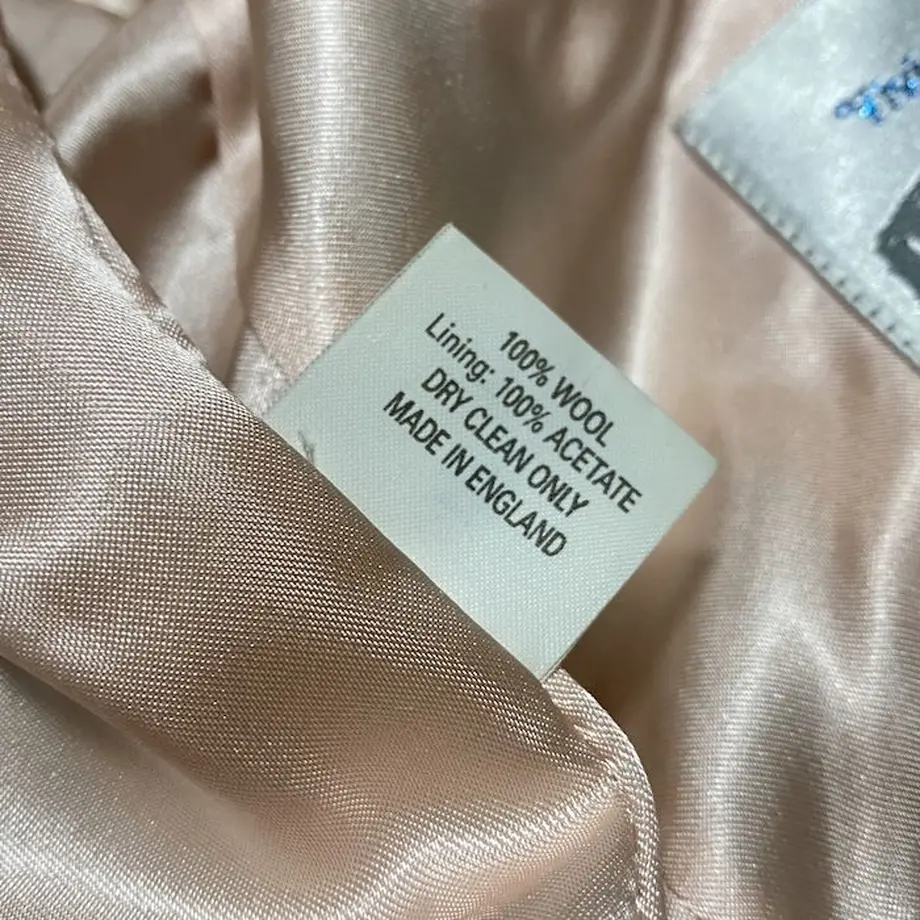 100% WOOL
Lining: 100% ACETATE
DRY CLEAN ONLY
MADE IN ENGLAND